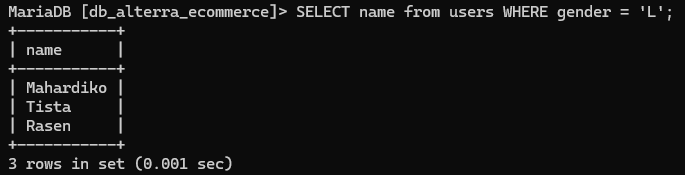 MariaDB [db_alterra_ecommerce]> SELECT name from users WHERE gender = 'L';
+-----------+
| name      |
+-----------+
| Mahardiko |
| Tista     |
| Rasen     |
+-----------+
3 rows in set (0.001 sec)